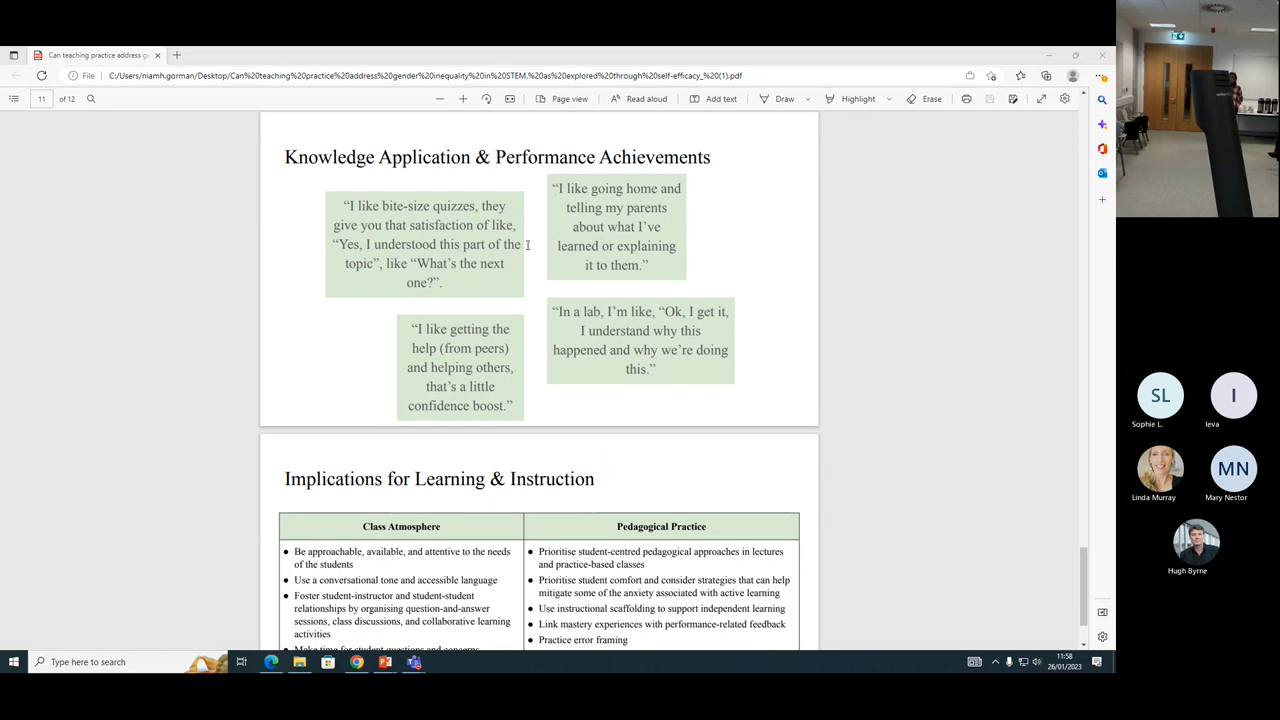 Can teaching practice address g
File
C:/Users/niamh.gorman/Desktop/Can%20teaching%20practice%20address%20gender%20inequality%20in%20STEM,%20as%20explored%20through%20self-efficacy_%20(1).pdf
11 of 12
Page view
Read aloud
Add text
Draw
Highlight
Erase
Knowledge Application & Performance Achievements
“I like bite-size quizzes, they
give you that satisfaction of like,
“Yes, I understood this part of the
topic”, like “What’s the next
one?”.
“I like going home and
telling my parents
about what I’ve
learned or explaining
it to them.”
“I like getting the
help (from peers)
and helping others,
that’s a little
confidence boost.”
“In a lab, I’m like, “Ok, I get it,
I understand why this
happened and why we’re doing
this.”
Implications for Learning & Instruction
Class Atmosphere
● Be approachable, available, and attentive to the needs
of the students
● Use a conversational tone and accessible language
● Foster student-instructor and student-student
relationships by organising question-and-answer
sessions, class discussions, and collaborative learning
activities
● Make time for student questions and concerns
Pedagogical Practice
● Prioritise student-centred pedagogical approaches in lectures
and practice-based classes
● Prioritise student comfort and consider strategies that can help
mitigate some of the anxiety associated with active learning
● Use instructional scaffolding to support independent learning
● Link mastery experiences with performance-related feedback
● Practice error framing
SL
Sophie L.
I
Ieva
Linda Murray
MN
Mary Nestor
Hugh Byrne
Type here to search
11:58
26/01/2023